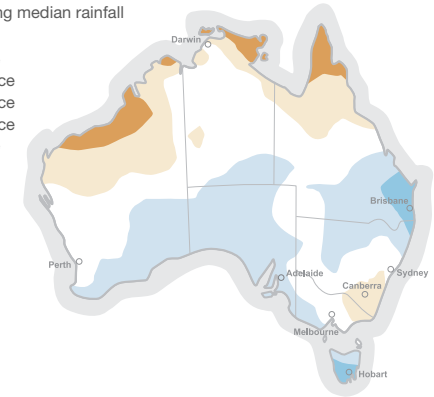 ng median rainfall
ce
ce
ce
Darwin
Brisbane
Perth
Adelaide
Sydney
Canberra
Melbourne
Hobart